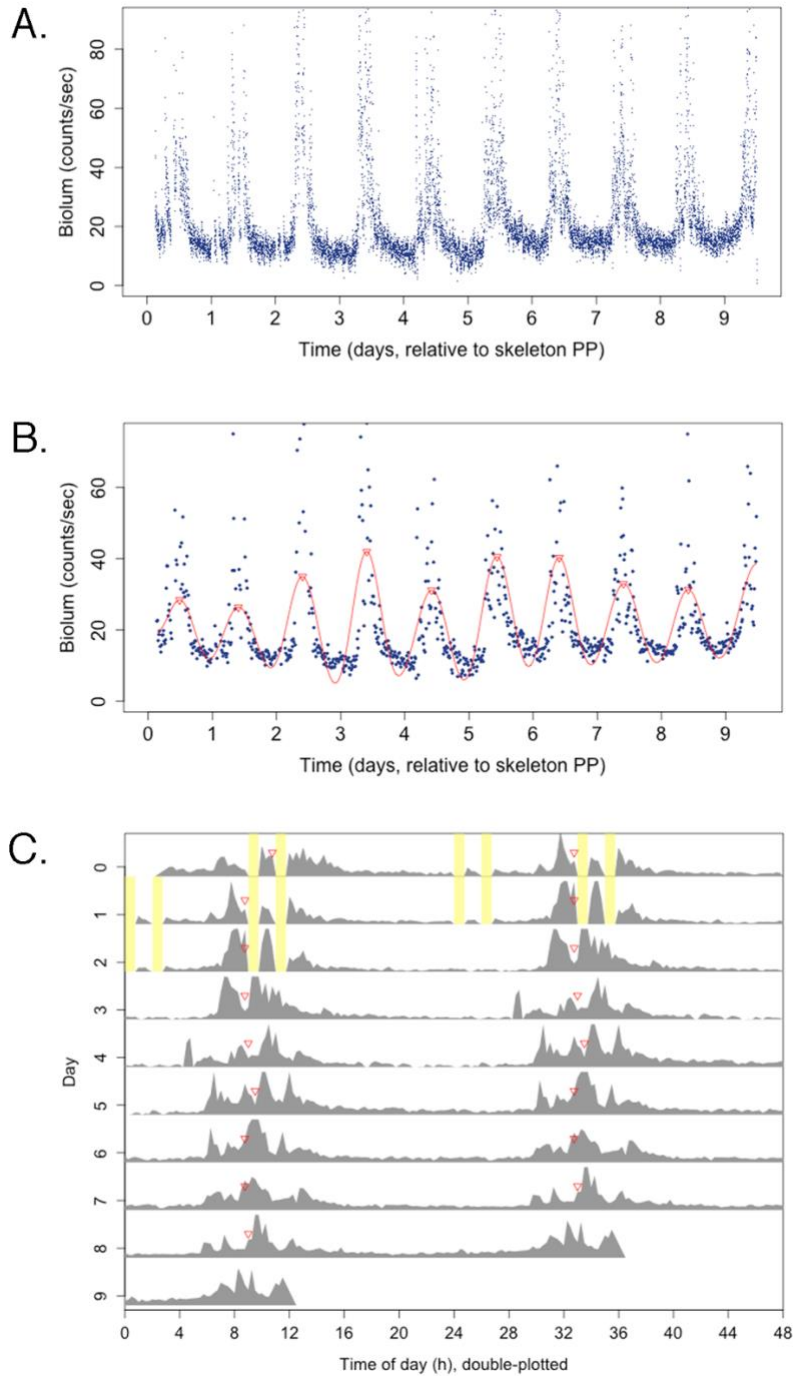 A.
Biolum (counts/sec)
80
60
40
20
0
0 1 2 3 4 5 6 7 8 9
Time (days, relative to skeleton PP)
B.
Biolum (counts/sec)
60
40
20
0
0 1 2 3 4 5 6 7 8 9
Time (days, relative to skeleton PP)
C.
Day
0
1
2
3
4
5
6
7
8
9
0 4 8 12 16 20 24 28 32 36 40 44 48
Time of day (h), double-plotted